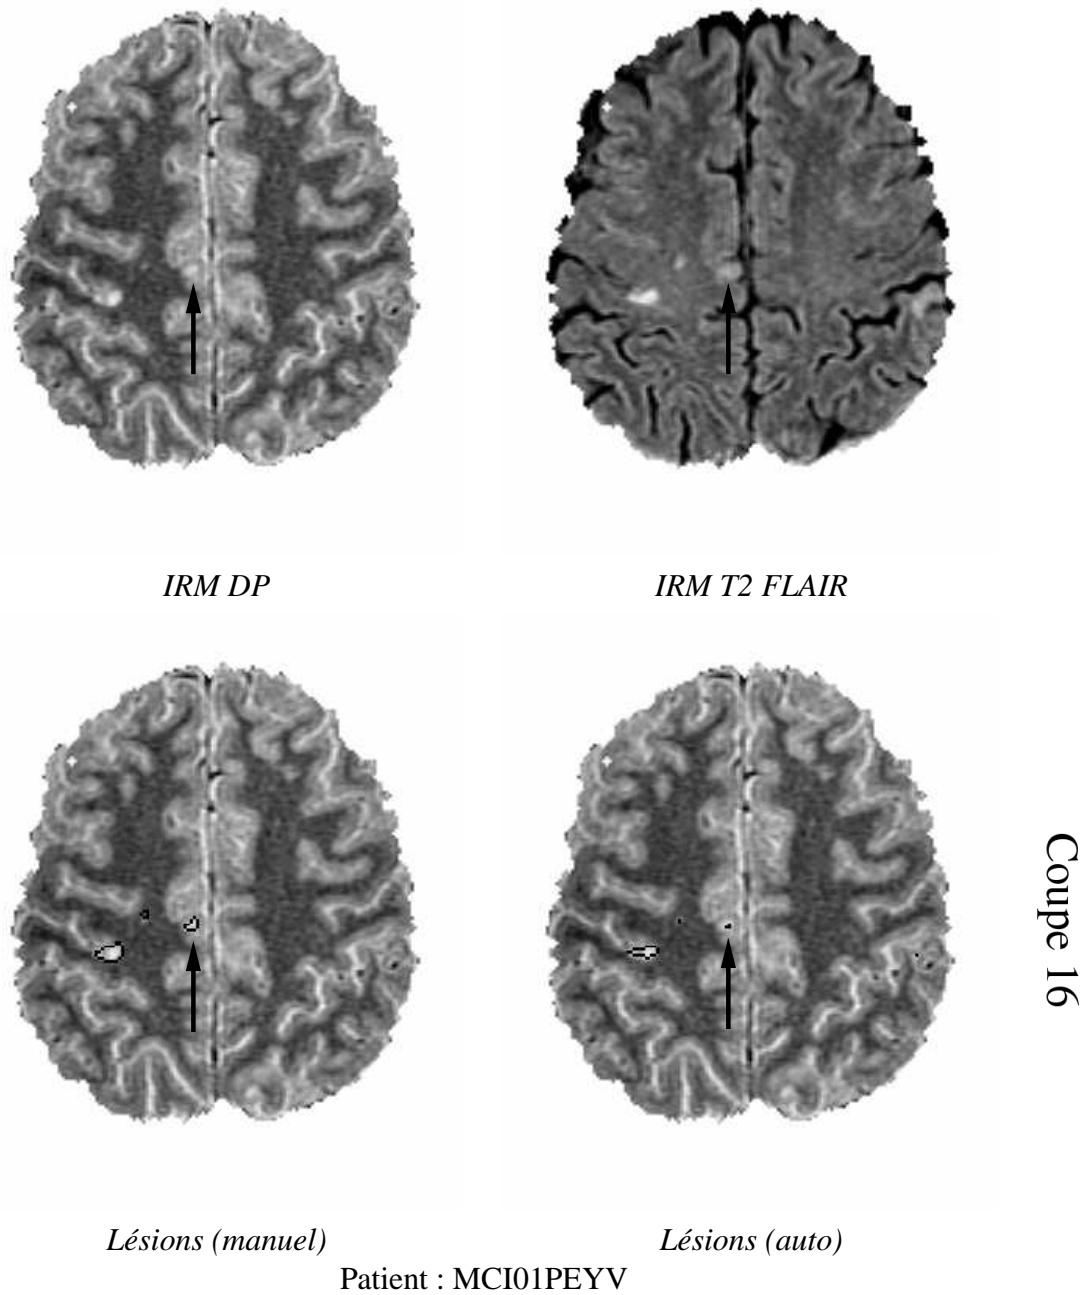 IRM DP
IRM T2 FLAIR
Coupe 16
Lésions (manuel)
Lésions (auto)
Patient : MCI01PEYV